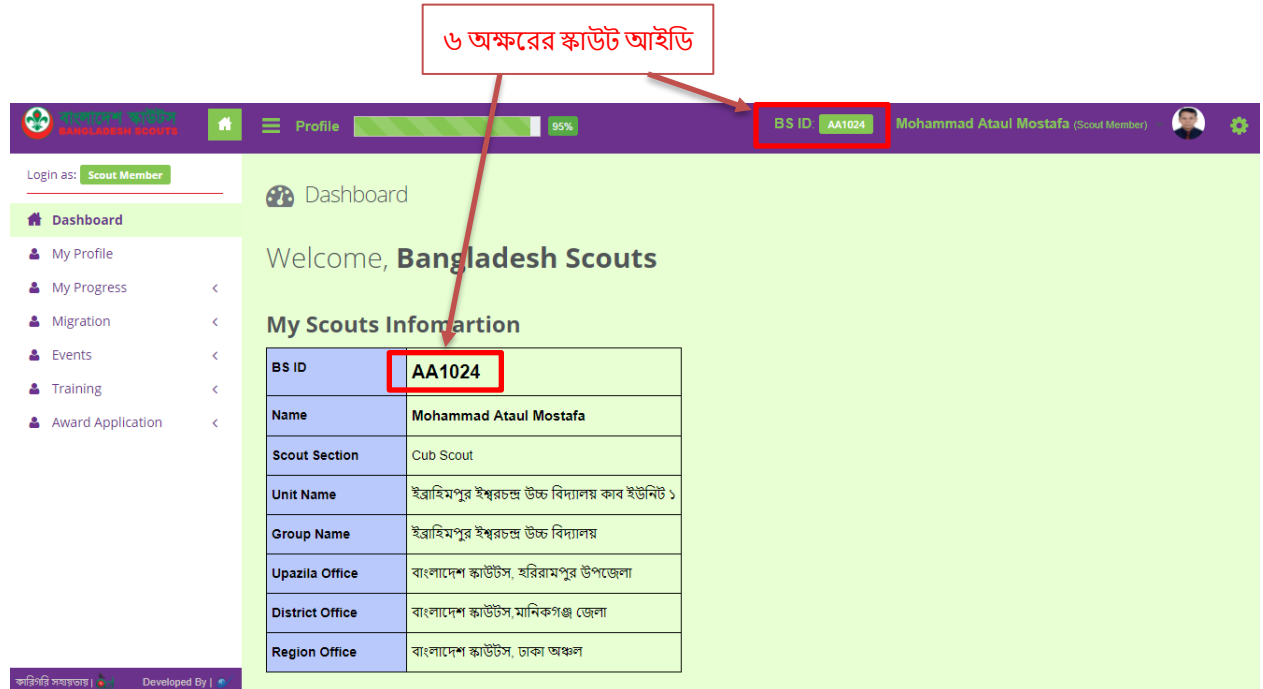 ৬ অক্ষরের স্কাউট আইডি
বাংলাদেশ স্কাউটস
BANGLADESH SCOUTS
Profile 95% BS ID: AA1024 Mohammad Ataul Mostafa (Scout Member)
Login as: Scout Member
Dashboard
My Profile
My Progress
Migration
Events
Training
Award Application
Dashboard
Welcome, Bangladesh Scouts
My Scouts Infomartion
BS ID AA1024
Name Mohammad Ataul Mostafa
Scout Section Cub Scout
Unit Name ইব্রাহিমপুর ইশ্বরচন্দ্র উচ্চ বিদ্যালয় কাব ইউনিট ১
Group Name ইব্রাহিমপুর ইশ্বরচন্দ্র উচ্চ বিদ্যালয়
Upazila Office বাংলাদেশ স্কাউটস, হরিরামপুর উপজেলা
District Office বাংলাদেশ স্কাউটস,মানিকগঞ্জ জেলা
Region Office বাংলাদেশ স্কাউটস, ঢাকা অঞ্চল
কারিগরি সহায়তায় | Developed By |